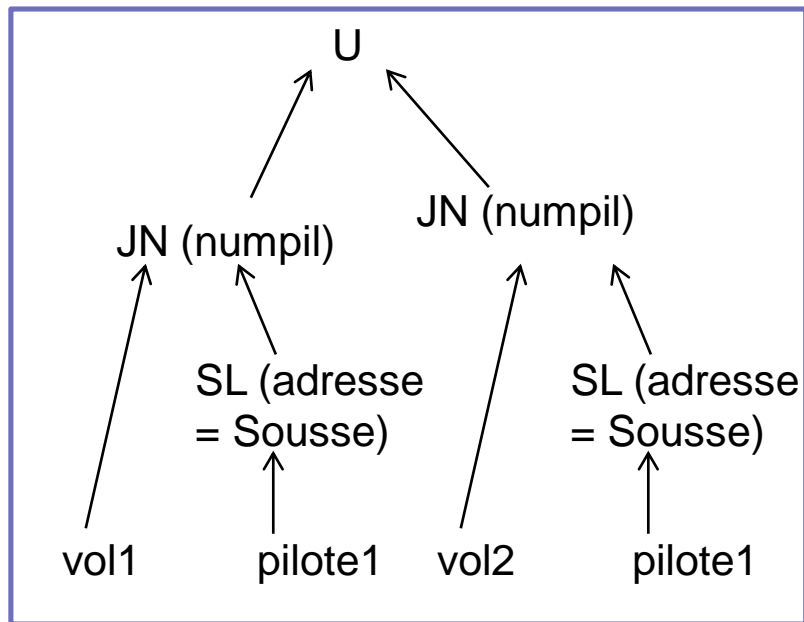 U
JN (numpil)
JN (numpil)
SL (adresse
= Sousse)
SL (adresse
= Sousse)
vol1
pilote1
vol2
pilote1